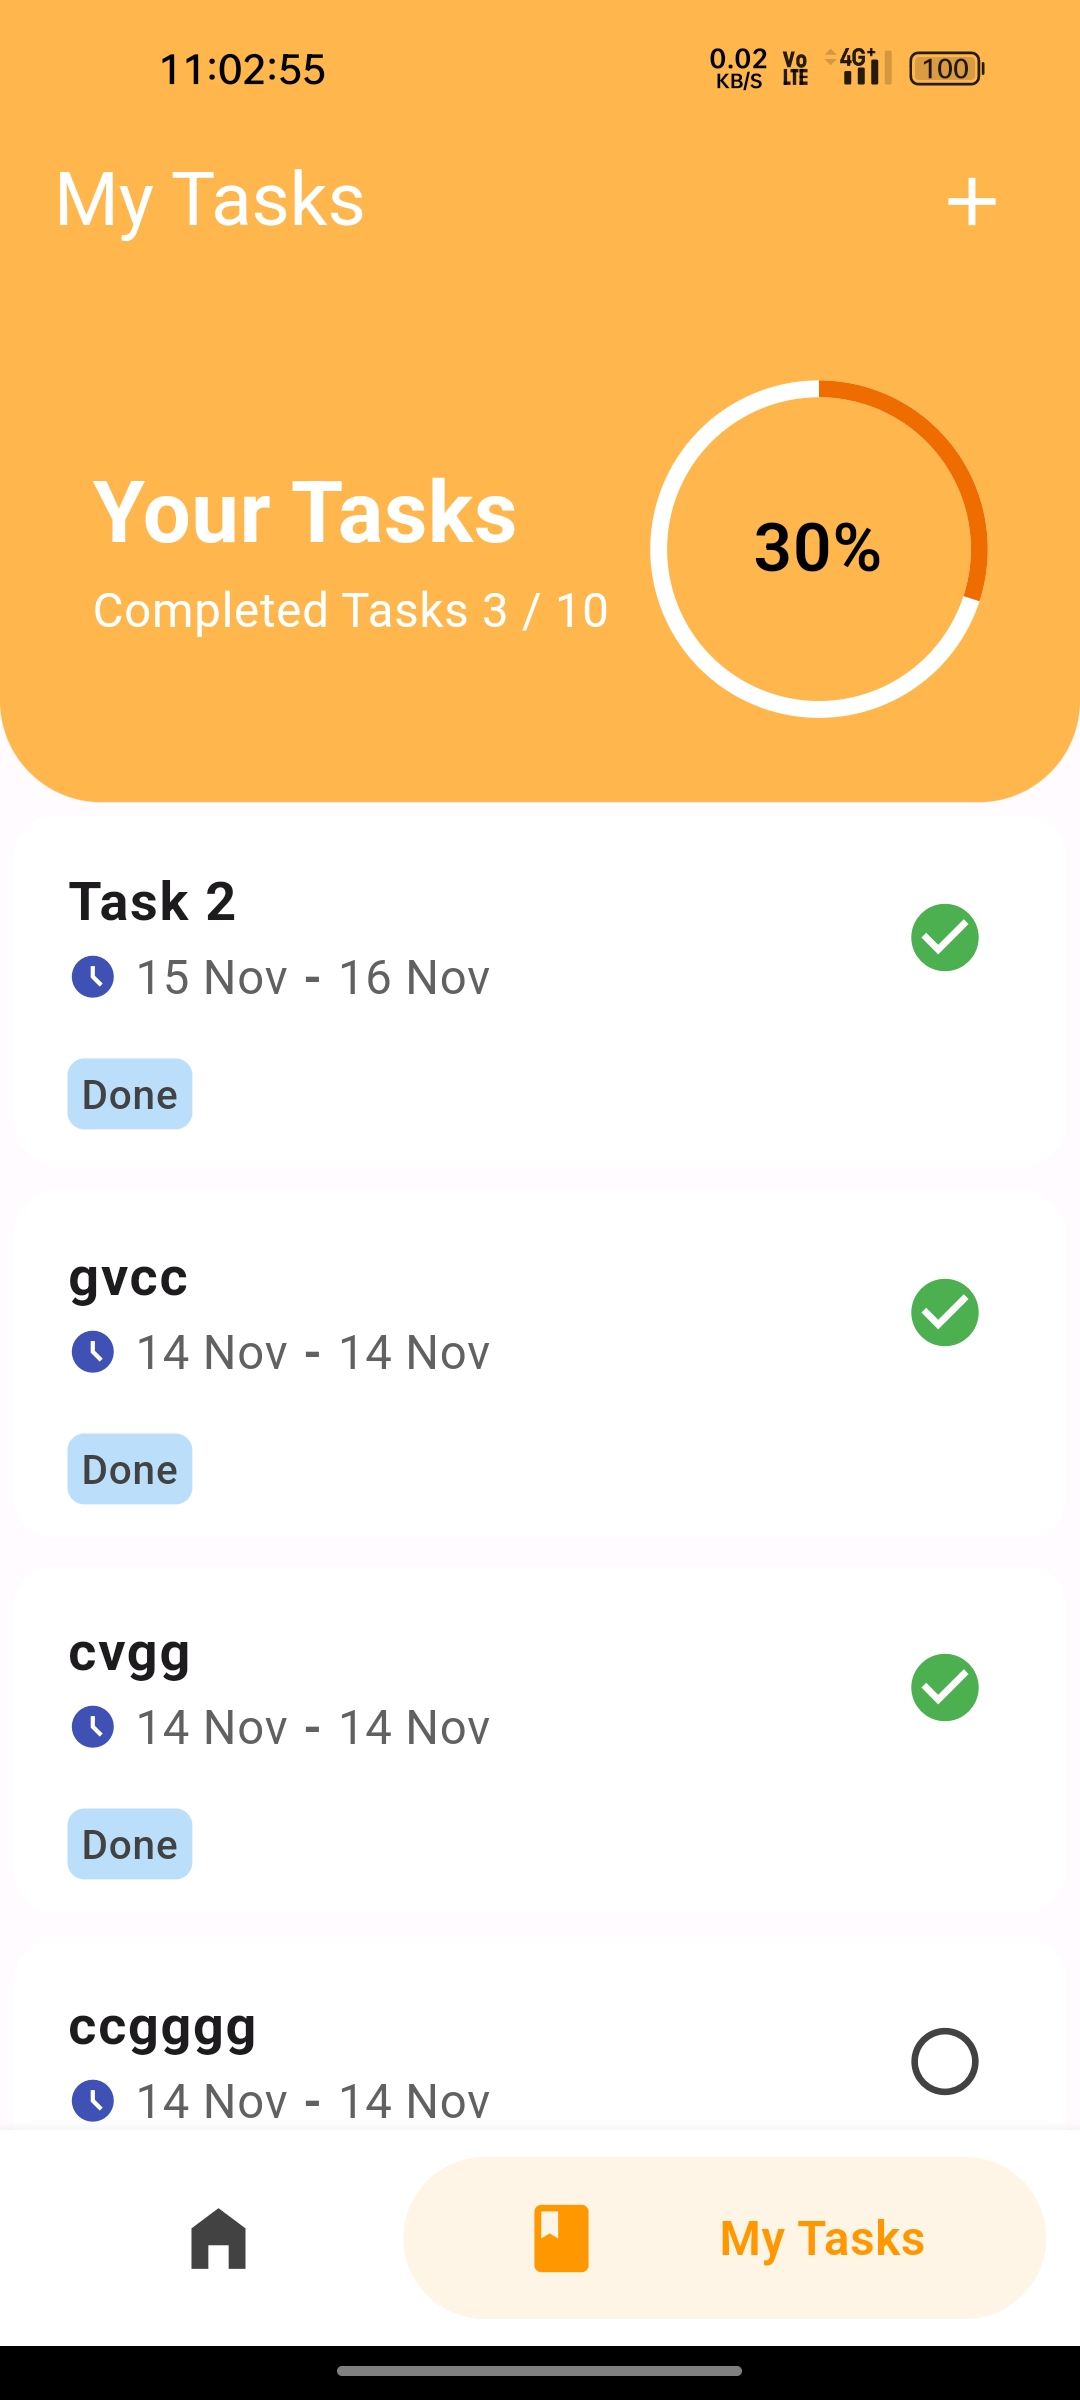 11:02:55
0.02 KB/S Vo LTE 4G+ 100
My Tasks
Your Tasks
Completed Tasks 3 / 10
30%
Task 2
15 Nov - 16 Nov
Done
gvcc
14 Nov - 14 Nov
Done
cvgg
14 Nov - 14 Nov
Done
ccgggg
14 Nov - 14 Nov
My Tasks